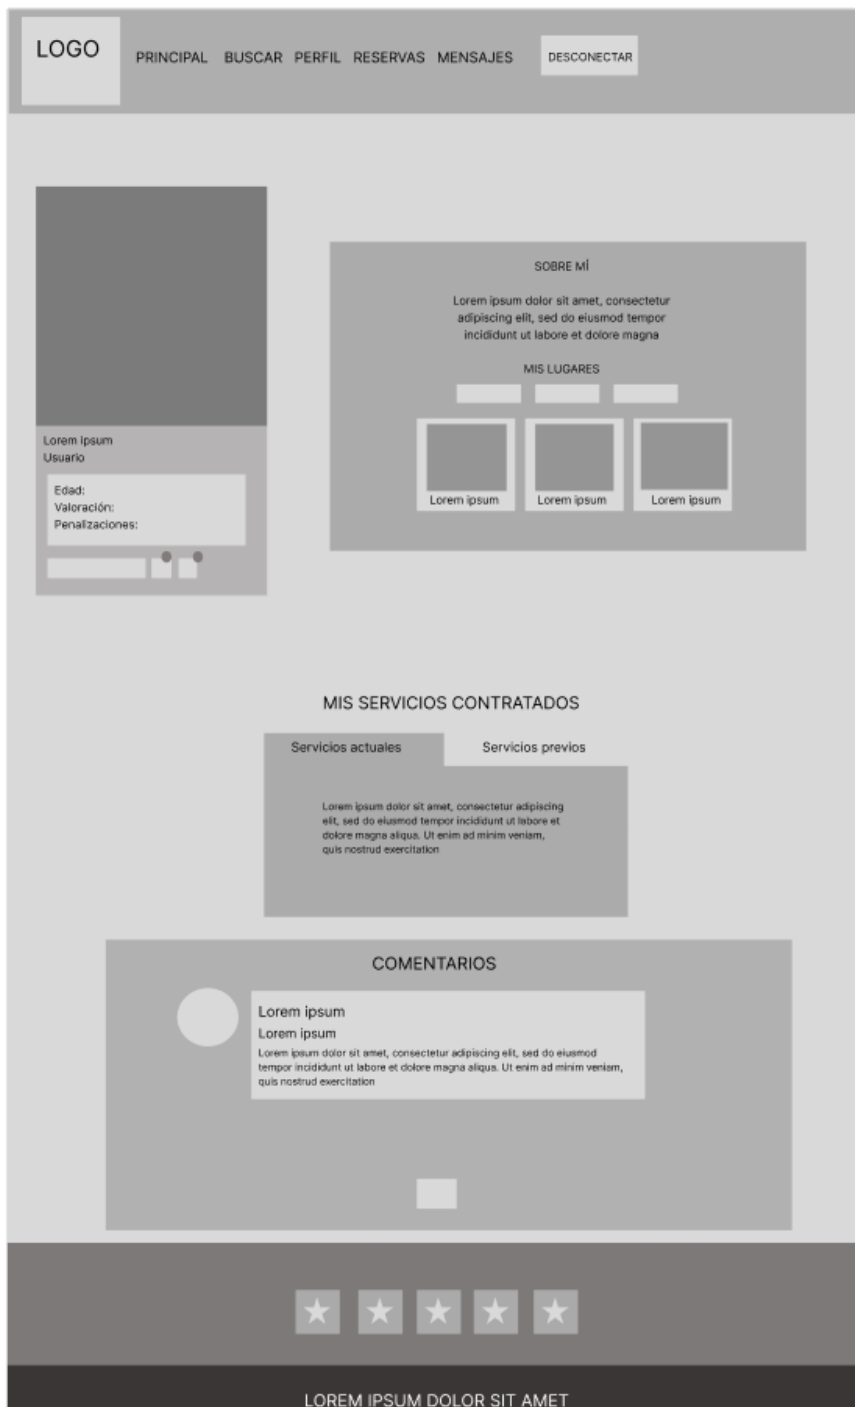 LOGO
PRINCIPAL BUSCAR PERFIL RESERVAS MENSAJES DESCONECTAR
Lorem ipsum
Usuario
Edad:
Valoración:
Penalizaciones:
SOBRE MÍ
Lorem ipsum dolor sit amet, consectetur
adipiscing elit, sed do eiusmod tempor
incididunt ut labore et dolore magna
MIS LUGARES
Lorem ipsum Lorem ipsum Lorem ipsum
MIS SERVICIOS CONTRATADOS
Servicios actuales Servicios previos
Lorem ipsum dolor sit amet, consectetur adipiscing
elit, sed do eiusmod tempor incididunt ut labore et
dolore magna aliqua. Ut enim ad minim veniam,
quis nostrud exercitation
COMENTARIOS
Lorem ipsum
Lorem ipsum
Lorem ipsum dolor sit amet, consectetur adipiscing elit, sed do eiusmod
tempor incididunt ut labore et dolore magna aliqua. Ut enim ad minim veniam,
quis nostrud exercitation
LOREM IPSUM DOLOR SIT AMET